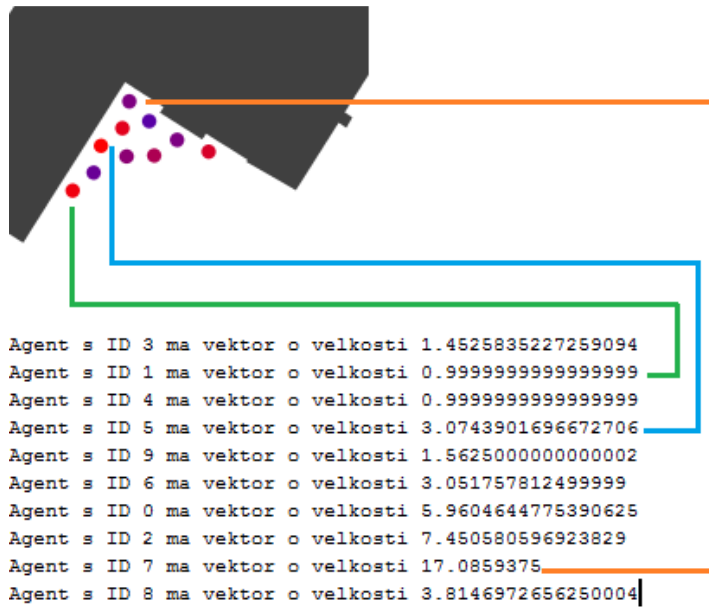 Agent s ID 3 ma vektor o velkosti 1.4525835227259094
Agent s ID 1 ma vektor o velkosti 0.9999999999999999
Agent s ID 4 ma vektor o velkosti 0.9999999999999999
Agent s ID 5 ma vektor o velkosti 3.0743901696672706
Agent s ID 9 ma vektor o velkosti 1.5625000000000002
Agent s ID 6 ma vektor o velkosti 3.051757812499999
Agent s ID 0 ma vektor o velkosti 5.9604644775390625
Agent s ID 2 ma vektor o velkosti 7.450580596923829
Agent s ID 7 ma vektor o velkosti 17.0859375
Agent s ID 8 ma vektor o velkosti 3.8146972656250004